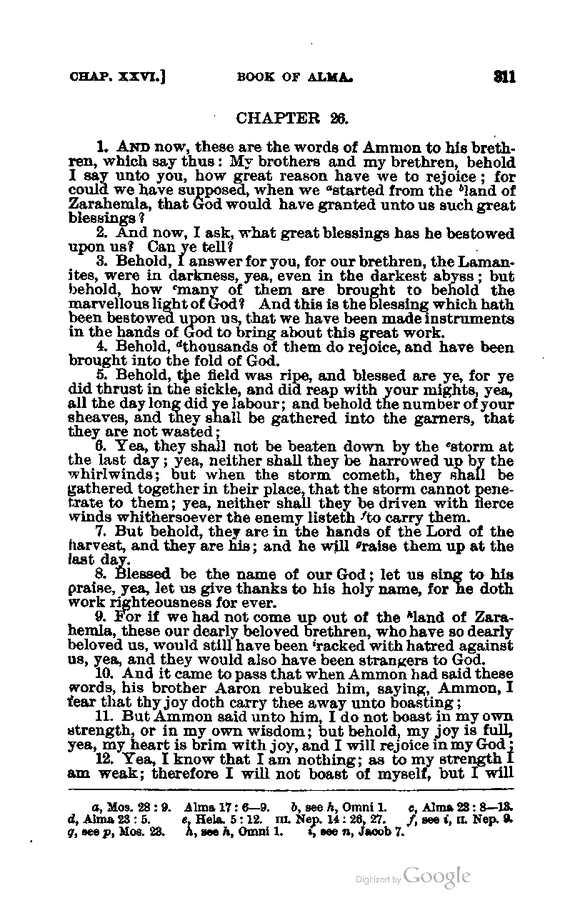 CHAP. XXVI.] BOOK OF ALMA. 311
CHAPTER 26.
1. AND now, these are the words of Ammon to his breth-
ren, which say thus: My brothers and my brethren, behold
I say unto you, how great reason have we to rejoice; for
could we have supposed, when we ᵃstarted from the ᵇland of
Zarahemla, that God would have granted unto us such great
blessings?
2. And now, I ask, what great blessings has he bestowed
upon us? Can ye tell?
3. Behold, I answer for you, for our brethren, the Laman-
ites, were in darkness, yea, even in the darkest abyss; but
behold, how ᶜmany of them are brought to behold the
marvellous light of God? And this is the blessing which hath
been bestowed upon us, that we have been made instruments
in the hands of God to bring about this great work.
4. Behold, ᵈthousands of them do rejoice, and have been
brought into the fold of God.
5. Behold, the field was ripe, and blessed are ye, for ye
did thrust in the sickle, and did reap with your mights, yea,
all the day long did ye labour; and behold the number of your
sheaves, and they shall be gathered into the garners, that
they are not wasted;
6. Yea, they shall not be beaten down by the ᵉstorm at
the last day; yea, neither shall they be harrowed up by the
whirlwinds; but when the storm cometh, they shall be
gathered together in their place, that the storm cannot pene-
trate to them; yea, neither shall they be driven with fierce
winds whithersoever the enemy listeth ᶠto carry them.
7. But behold, they are in the hands of the Lord of the
harvest, and they are his; and he will ᵍraise them up at the
last day.
8. Blessed be the name of our God; let us sing to his
praise, yea, let us give thanks to his holy name, for he doth
work righteousness for ever.
9. For if we had not come up out of the ʰland of Zara-
hemla, these our dearly beloved brethren, who have so dearly
beloved us, would still have been ⁱracked with hatred against
us, yea, and they would also have been strangers to God.
10. And it came to pass that when Ammon had said these
words, his brother Aaron rebuked him, saying, Ammon, I
fear that thy joy doth carry thee away unto boasting;
11. But Ammon said unto him, I do not boast in my own
strength, or in my own wisdom; but behold, my joy is full,
yea, my heart is brim with joy, and I will rejoice in my God;
12. Yea, I know that I am nothing; as to my strength I
am weak; therefore I will not boast of myself, but I will
a, Mos. 28 : 9. Alma 17 : 6—9. b, see h, Omni 1. c, Alma 23 : 8—13.
d, Alma 23 : 5. e, Hela. 5 : 12. III. Nep. 14 : 26, 27. f, see i, II. Nep. 9.
g, see p, Mos. 23. h, see h, Omni 1. i, see n, Jacob 7.
Digitized by Google